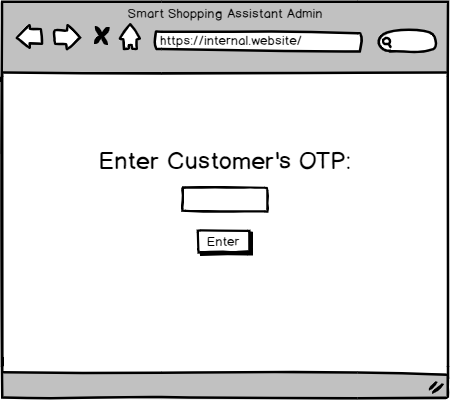 Smart Shopping Assistant Admin
https://internal.website/
Enter Customer's OTP:
Enter